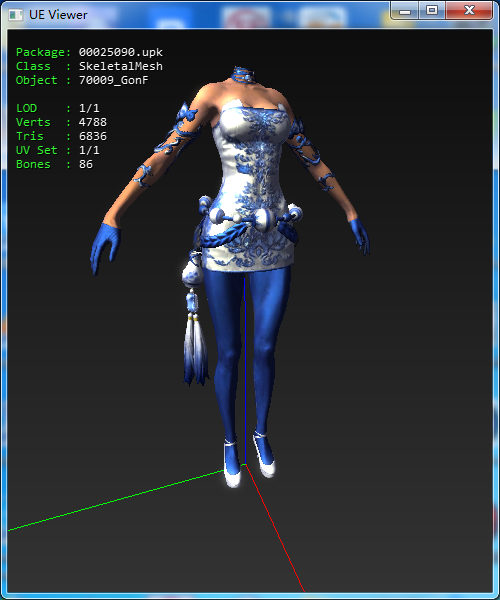 UE Viewer
Package: 00025090.upk
Class  : SkeletalMesh
Object : 70009_GonF
LOD    : 1/1
Verts  : 4788
Tris   : 6836
UV Set : 1/1
Bones  : 86